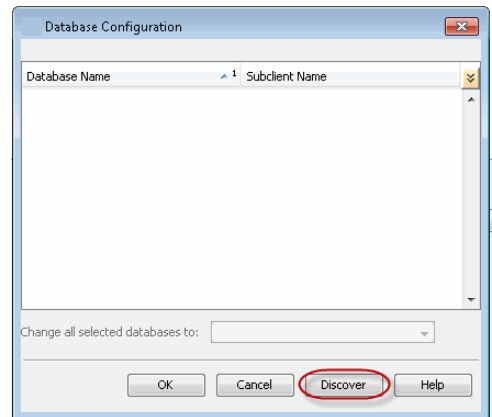 Database Configuration
Database Name 1 Subclient Name
Change all selected databases to:
OK Cancel Discover Help